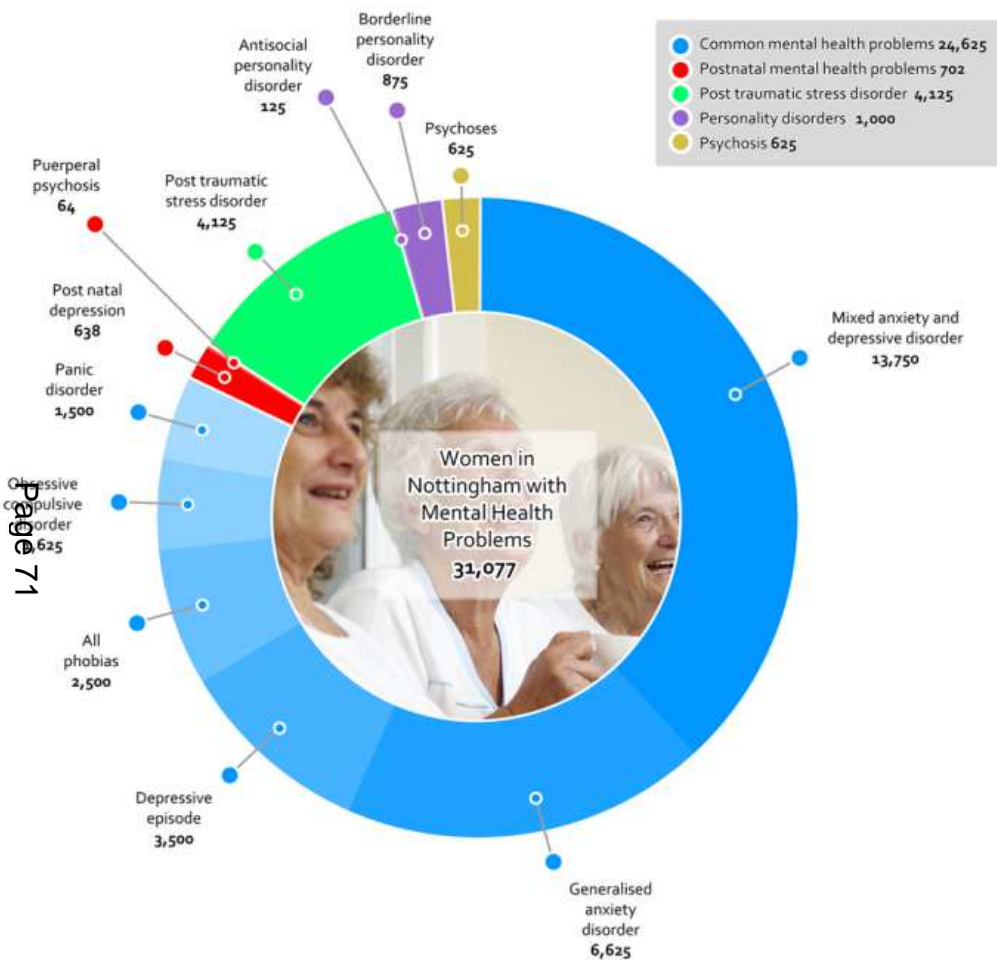 Borderline
personality
disorder
875
Antisocial
personality
disorder
125
Psychoses
625
Common mental health problems 24,625
Postnatal mental health problems 702
Post traumatic stress disorder 4,125
Personality disorders 1,000
Psychosis 625
Puerperal
psychosis
64
Post traumatic
stress disorder
4,125
Post natal
depression
638
Panic
disorder
1,500
Obsessive
compulsive
disorder
Page 71
All
phobias
2,500
Depressive
episode
3,500
Generalised
anxiety
disorder
6,625
Mixed anxiety and
depressive disorder
13,750
Women in
Nottingham with
Mental Health
Problems
31,077